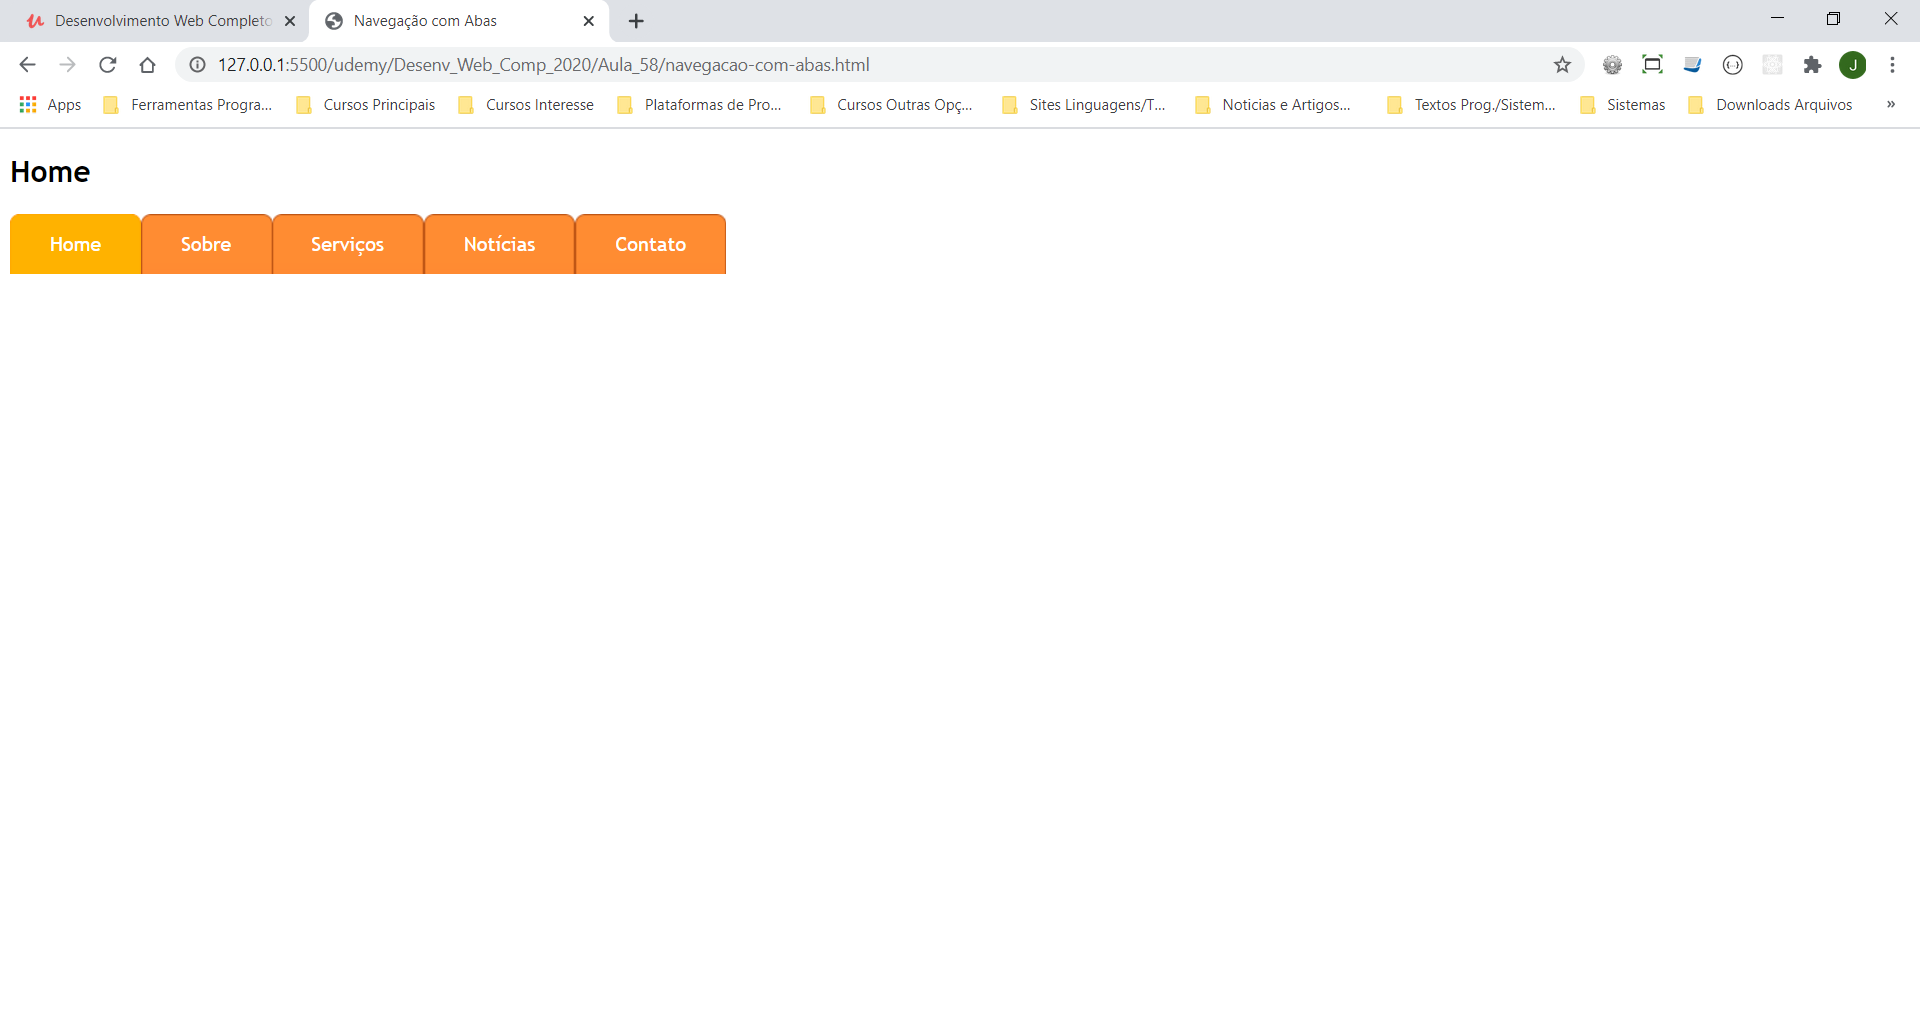 Desenvolvimento Web Completo
Navegação com Abas
127.0.0.1:5500/udemy/Desenv_Web_Comp_2020/Aula_58/navegacao-com-abas.html
J
Apps Ferramentas Progra... Cursos Principais Cursos Interesse Plataformas de Pro... Cursos Outras Opç... Sites Linguagens/T... Noticias e Artigos... Textos Prog./Sistem... Sistemas Downloads Arquivos »
Home
Home Sobre Serviços Notícias Contato